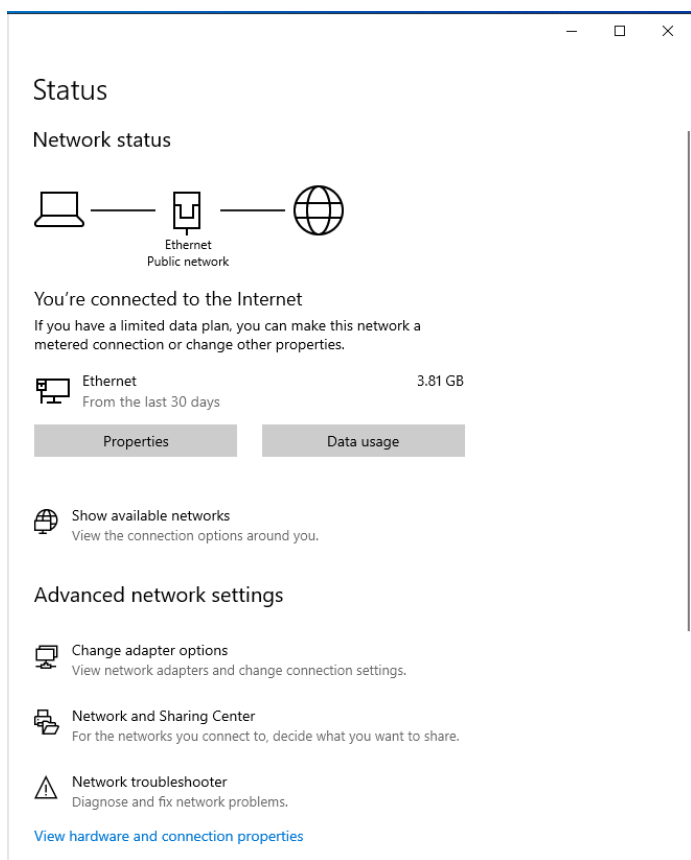 Status
Network status
Ethernet
Public network
You're connected to the Internet
If you have a limited data plan, you can make this network a
metered connection or change other properties.
Ethernet 3.81 GB
From the last 30 days
Properties Data usage
Show available networks
View the connection options around you.
Advanced network settings
Change adapter options
View network adapters and change connection settings.
Network and Sharing Center
For the networks you connect to, decide what you want to share.
Network troubleshooter
Diagnose and fix network problems.
View hardware and connection properties